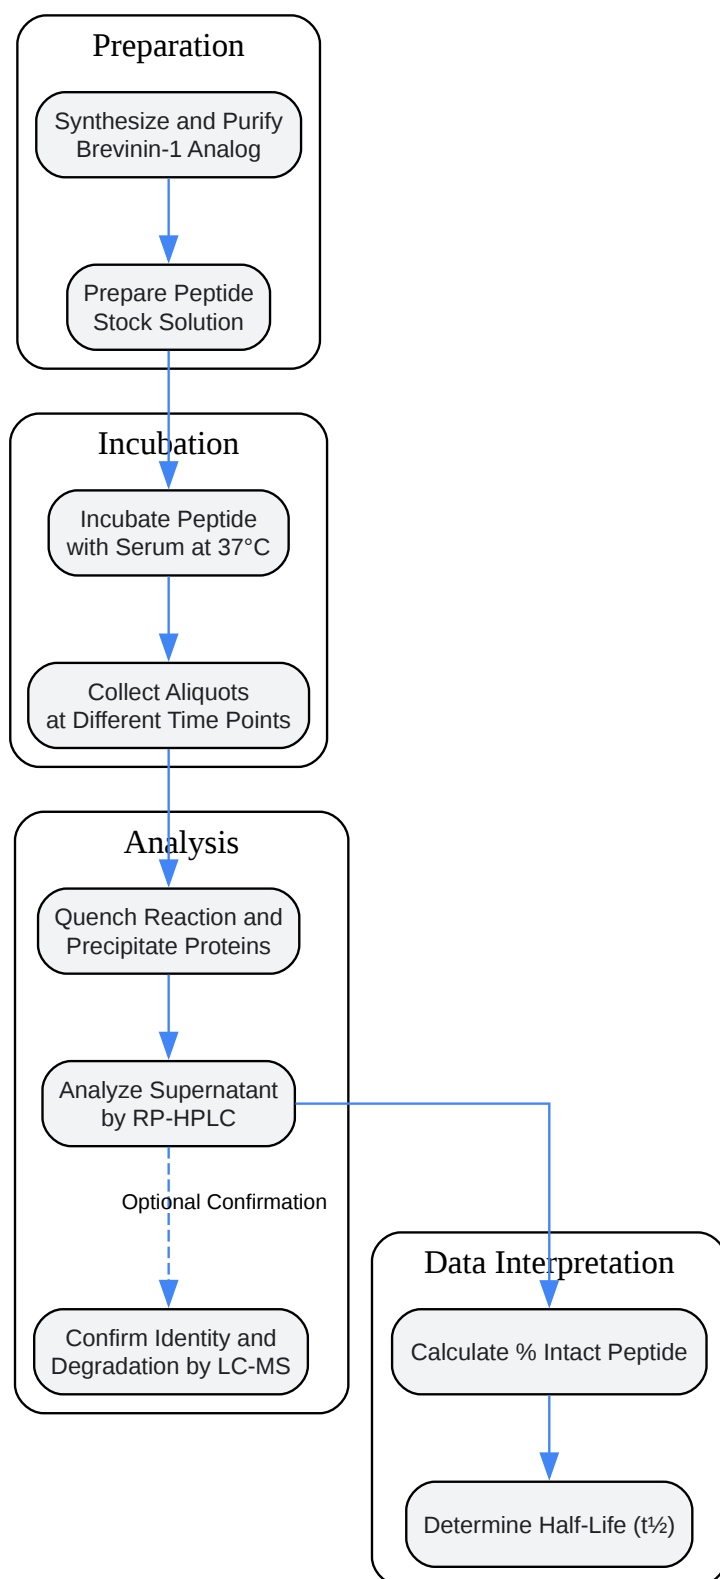 Preparation
Synthesize and Purify
Brevinin-1 Analog
Prepare Peptide
Stock Solution
Incubation
Incubate Peptide
with Serum at 37°C
Collect Aliquots
at Different Time Points
Analysis
Quench Reaction and
Precipitate Proteins
Analyze Supernatant
by RP-HPLC
Optional Confirmation
Confirm Identity and
Degradation by LC-MS
Data Interpretation
Calculate % Intact Peptide
Determine Half-Life (t½)